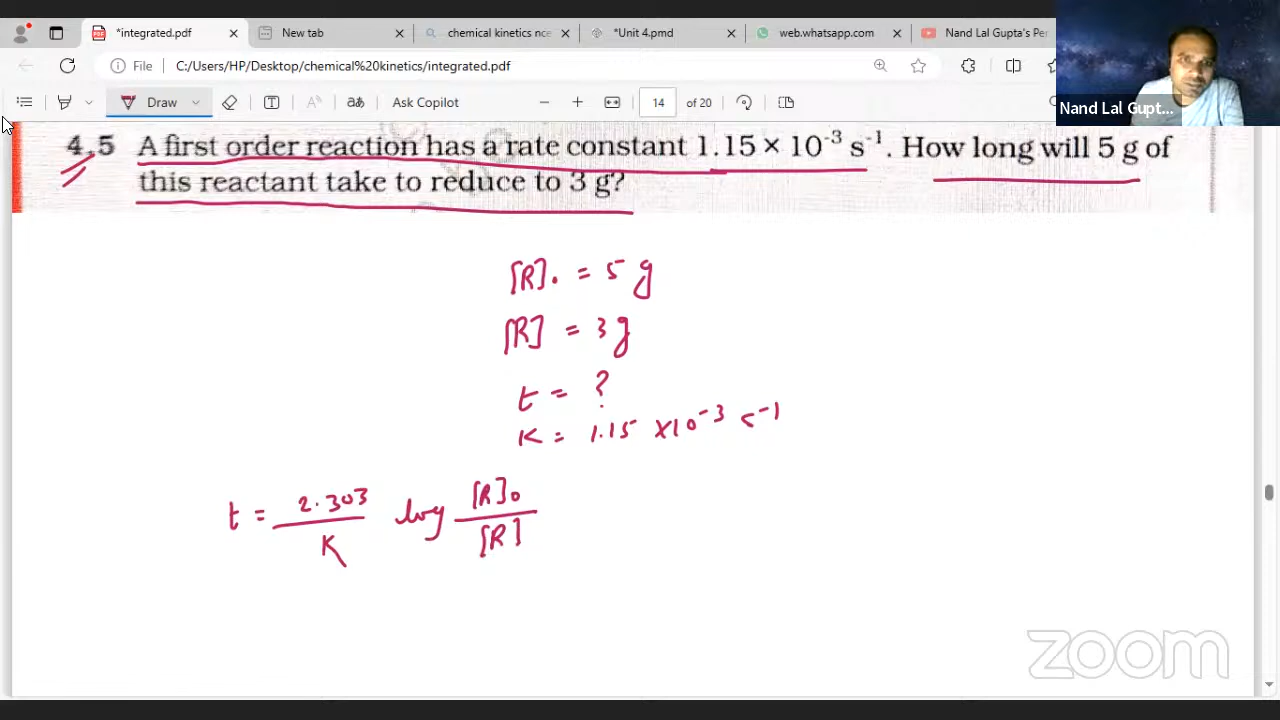 *integrated.pdf
New tab
chemical kinetics nce
*Unit 4.pmd
web.whatsapp.com
Nand Lal Gupta's Per
File C:/Users/HP/Desktop/chemical%20kinetics/integrated.pdf
Draw
aあ
Ask Copilot
14 of 20
Nand Lal Gupt...
4.5 A first order reaction has a rate constant 1.15 × 10⁻³ s⁻¹. How long will 5 g of
this reactant take to reduce to 3 g?
[R]₀ = 5 g
[R] = 3 g
t = ?
K = 1.15 ×10⁻³ s⁻¹
t = 2.303/K log [R]₀/[R]
zoom